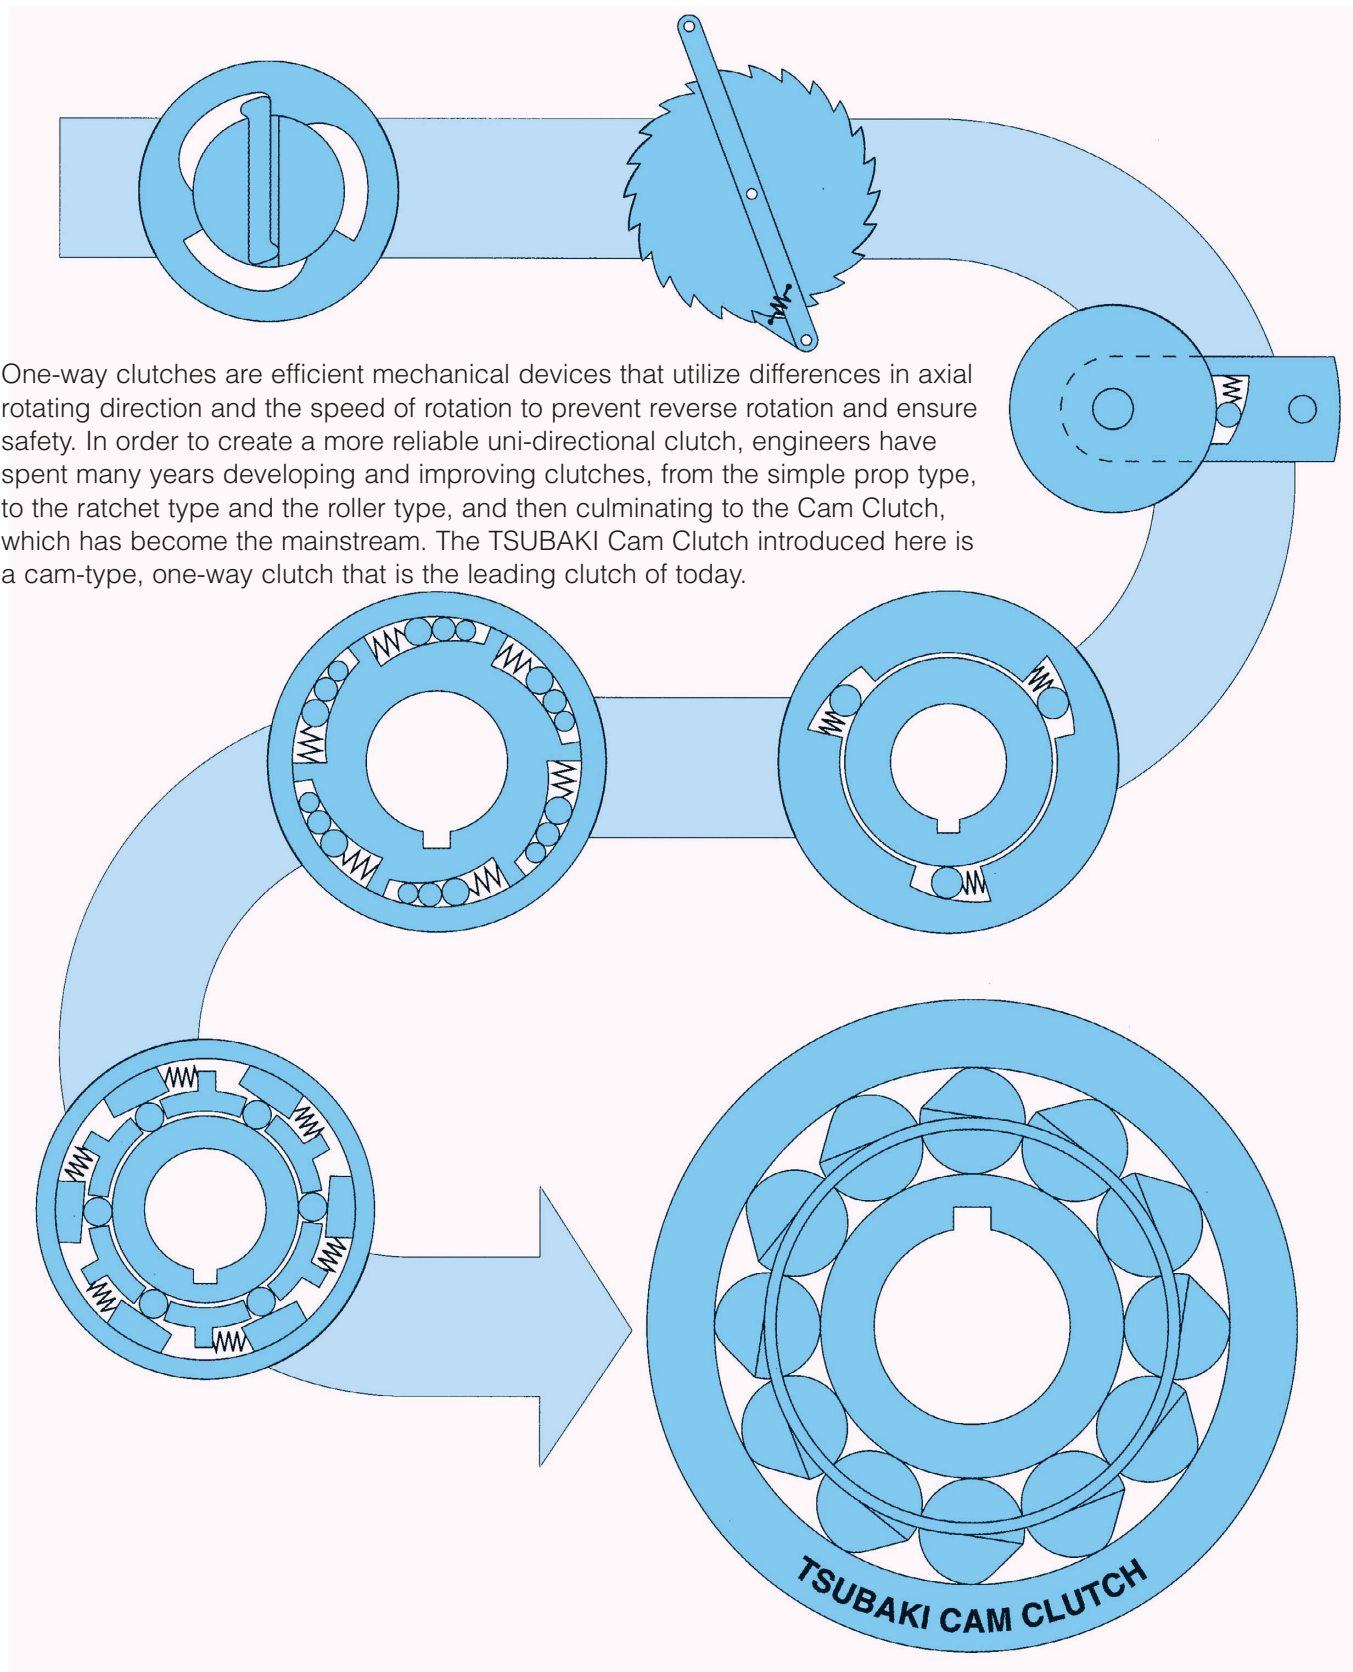 One-way clutches are efficient mechanical devices that utilize differences in axial
rotating direction and the speed of rotation to prevent reverse rotation and ensure
safety. In order to create a more reliable uni-directional clutch, engineers have
spent many years developing and improving clutches, from the simple prop type,
to the ratchet type and the roller type, and then culminating to the Cam Clutch,
which has become the mainstream. The TSUBAKI Cam Clutch introduced here is
a cam-type, one-way clutch that is the leading clutch of today.
TSUBAKI CAM CLUTCH